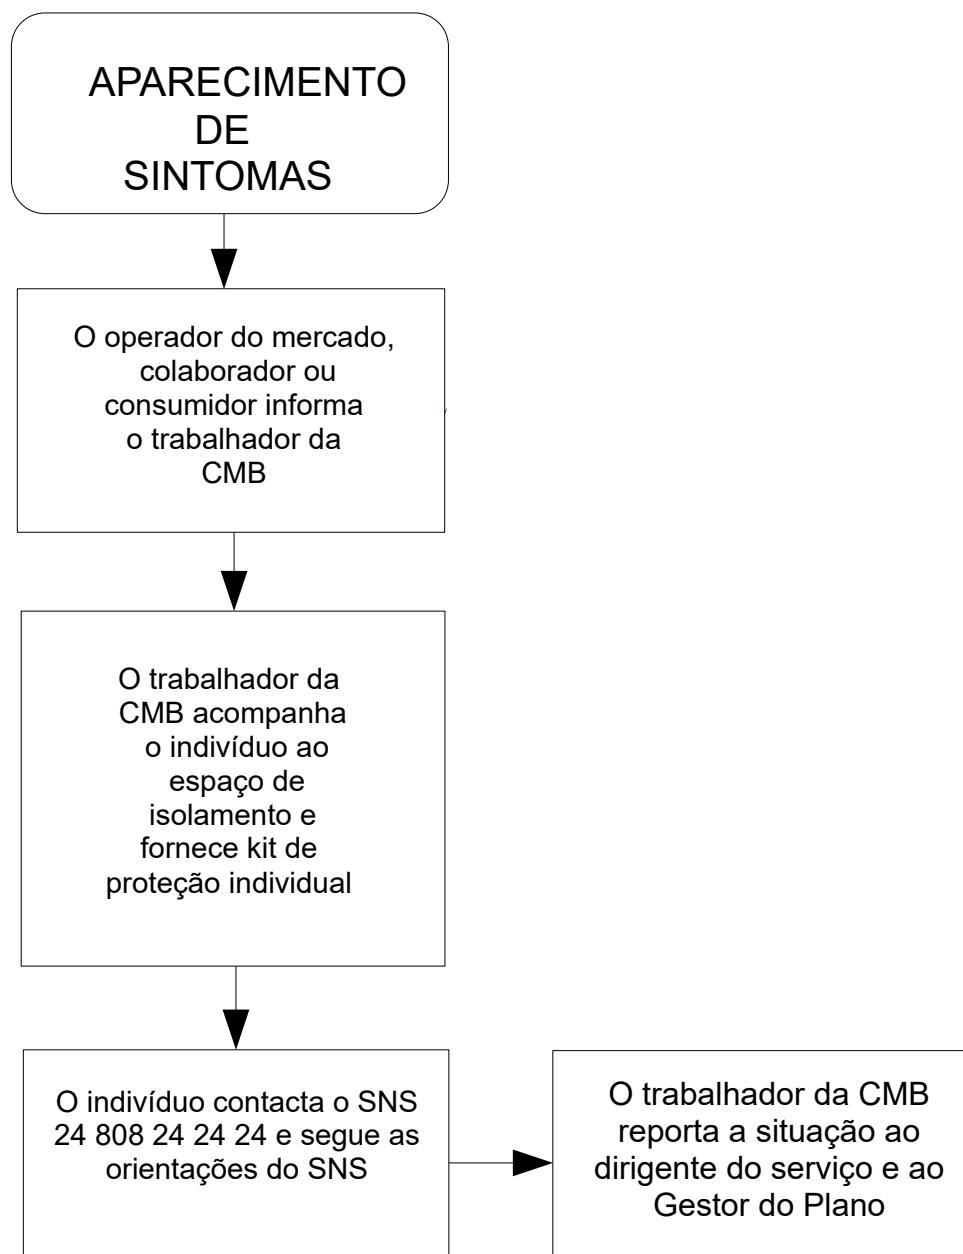 APARECIMENTO
DE
SINTOMAS
O operador do mercado,
colaborador ou
consumidor informa
o trabalhador da
CMB
O trabalhador da
CMB acompanha
o indivíduo ao
espaço de
isolamento e
fornece kit de
proteção individual
O indivíduo contacta o SNS
24 808 24 24 24 e segue as
orientações do SNS
O trabalhador da CMB
reporta a situação ao
dirigente do serviço e ao
Gestor do Plano